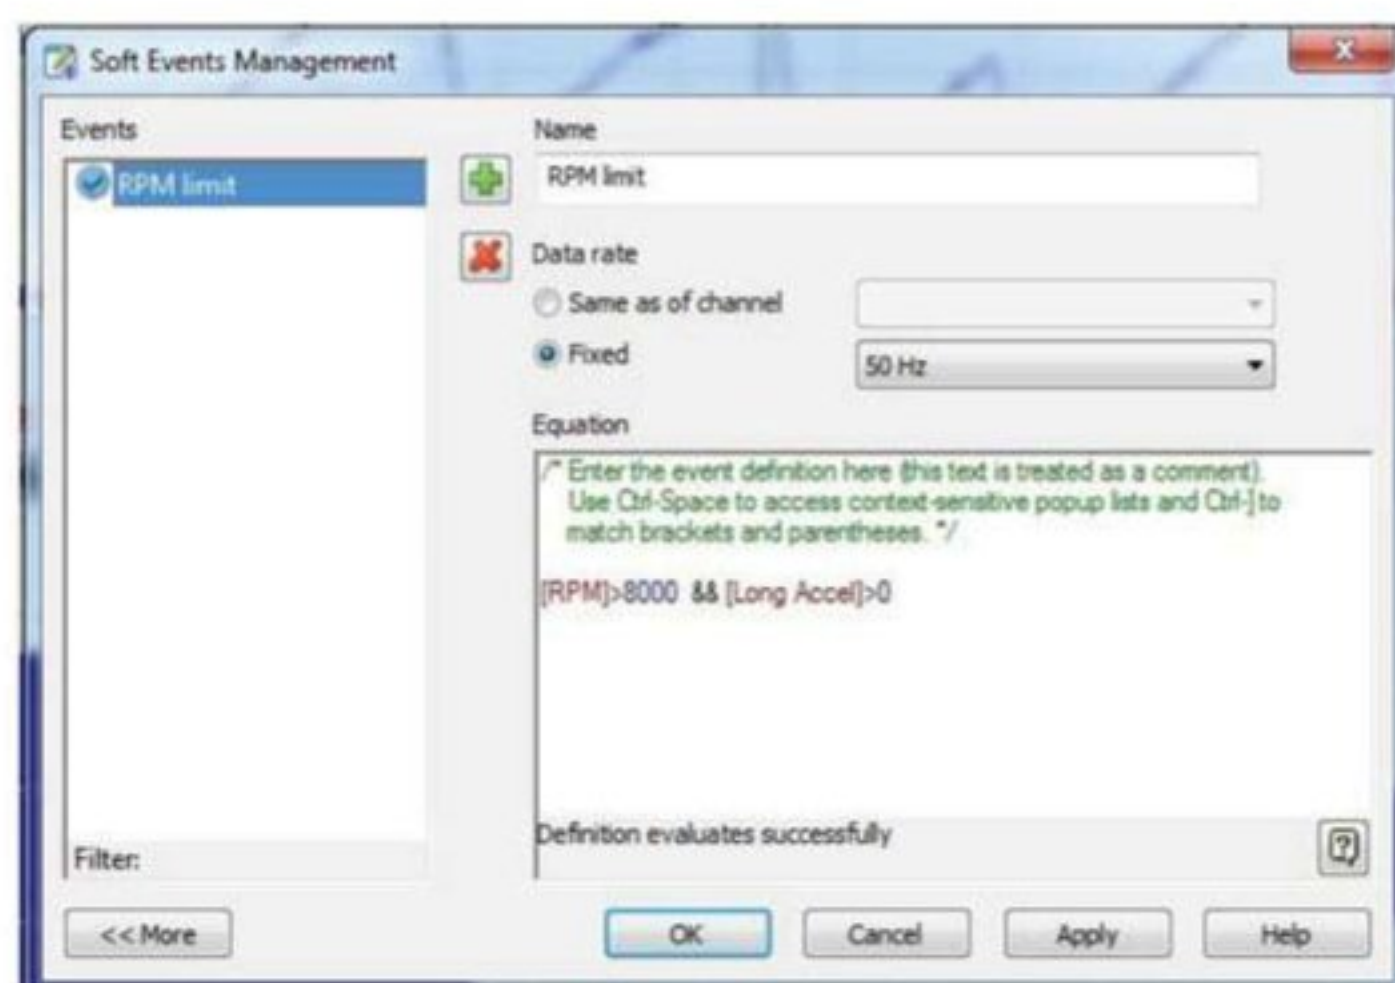 Soft Events Management
x
Events
RPM limit
Filter:
<< More
Name
RPM limit
Data rate
Same as of channel
Fixed
50 Hz
Equation
/* Enter the event definition here (this text is treated as a comment).
Use Ctrl-Space to access context-sensitive popup lists and Ctrl-] to
match brackets and parentheses. */
[RPM]>8000 && [Long Accel]>0
Definition evaluates successfully
?
OK
Cancel
Apply
Help